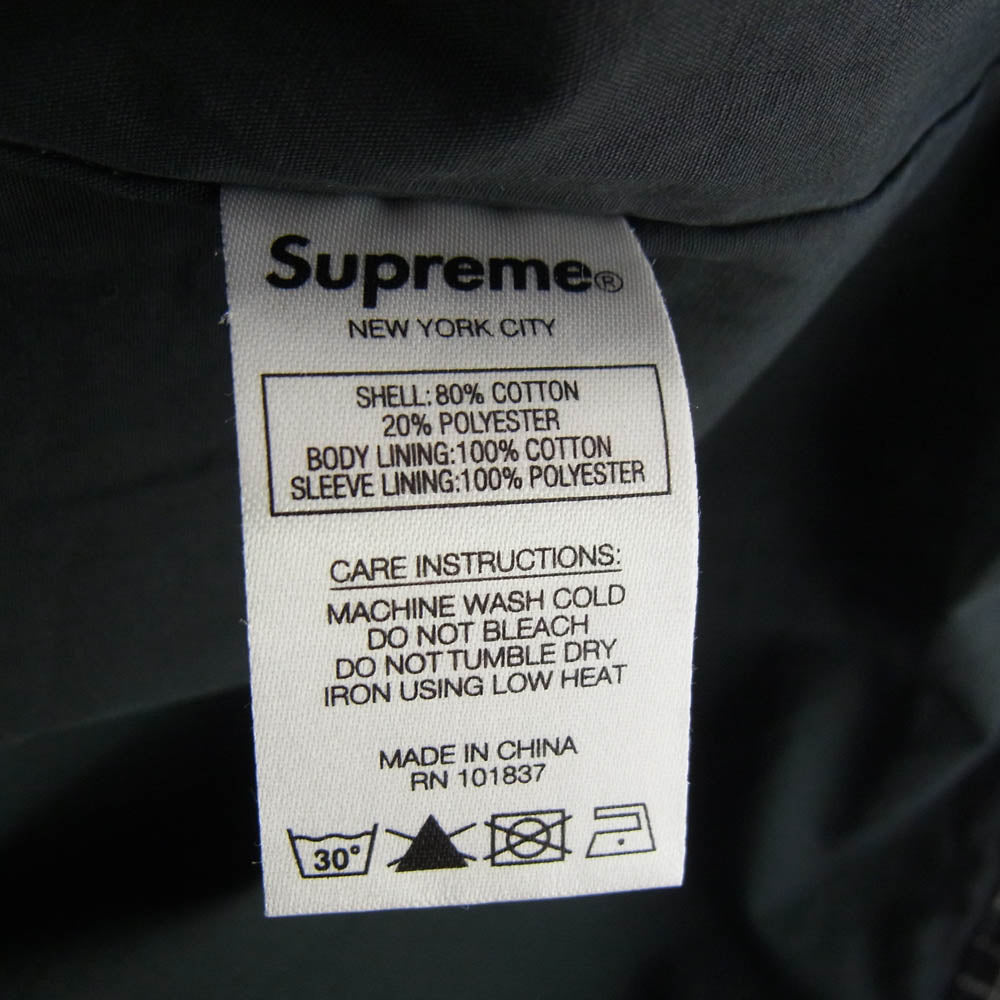 Supreme®
NEW YORK CITY
SHELL:80% COTTON
20% POLYESTER
BODY LINING:100% COTTON
SLEEVE LINING:100% POLYESTER
CARE INSTRUCTIONS:
MACHINE WASH COLD
DO NOT BLEACH
DO NOT TUMBLE DRY
IRON USING LOW HEAT
MADE IN CHINA
RN 101837
30°